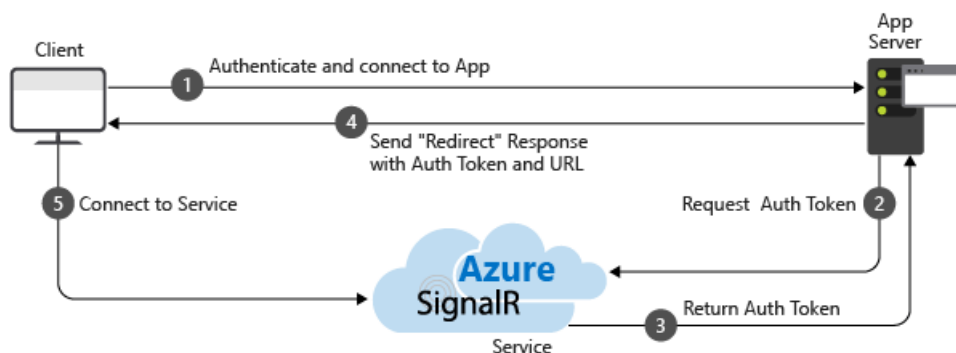 Client
App
Server
1
Authenticate and connect to App
4
Send "Redirect" Response
with Auth Token and URL
5
Connect to Service
Request  Auth Token
2
Azure
SignalR
Service
3
Return Auth Token